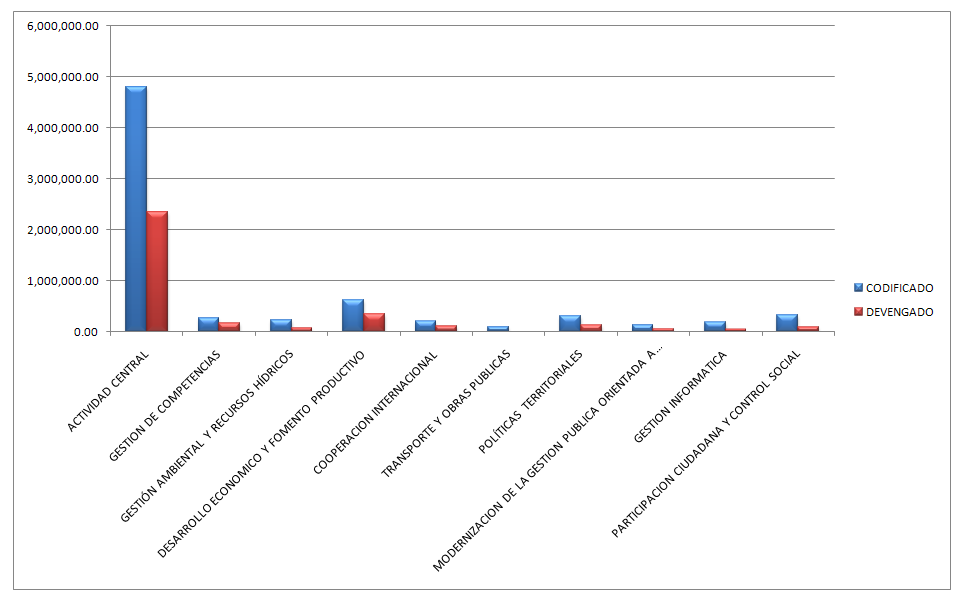 6,000,000.00
5,000,000.00
4,000,000.00
3,000,000.00
2,000,000.00
1,000,000.00
0.00
CODIFICADO
DEVENGADO
ACTIVIDAD CENTRAL
GESTION DE COMPETENCIAS
GESTIÓN AMBIENTAL Y RECURSOS HÍDRICOS
DESARROLLO ECONOMICO Y FOMENTO PRODUCTIVO
COOPERACION INTERNACIONAL
TRANSPORTE Y OBRAS PUBLICAS
POLÍTICAS TERRITORIALES
MODERNIZACION DE LA GESTION PUBLICA ORIENTADA A...
GESTION INFORMATICA
PARTICIPACION CIUDADANA Y CONTROL SOCIAL